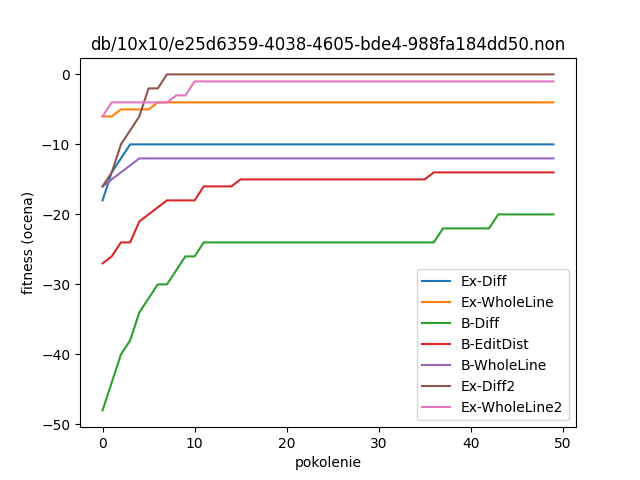 db/10x10/e25d6359-4038-4605-bde4-988fa184dd50.non
0
−10
−20
−30
−40
−50
fitness (ocena)
Ex-Diff
Ex-WholeLine
B-Diff
B-EditDist
B-WholeLine
Ex-Diff2
Ex-WholeLine2
0 10 20 30 40 50
pokolenie